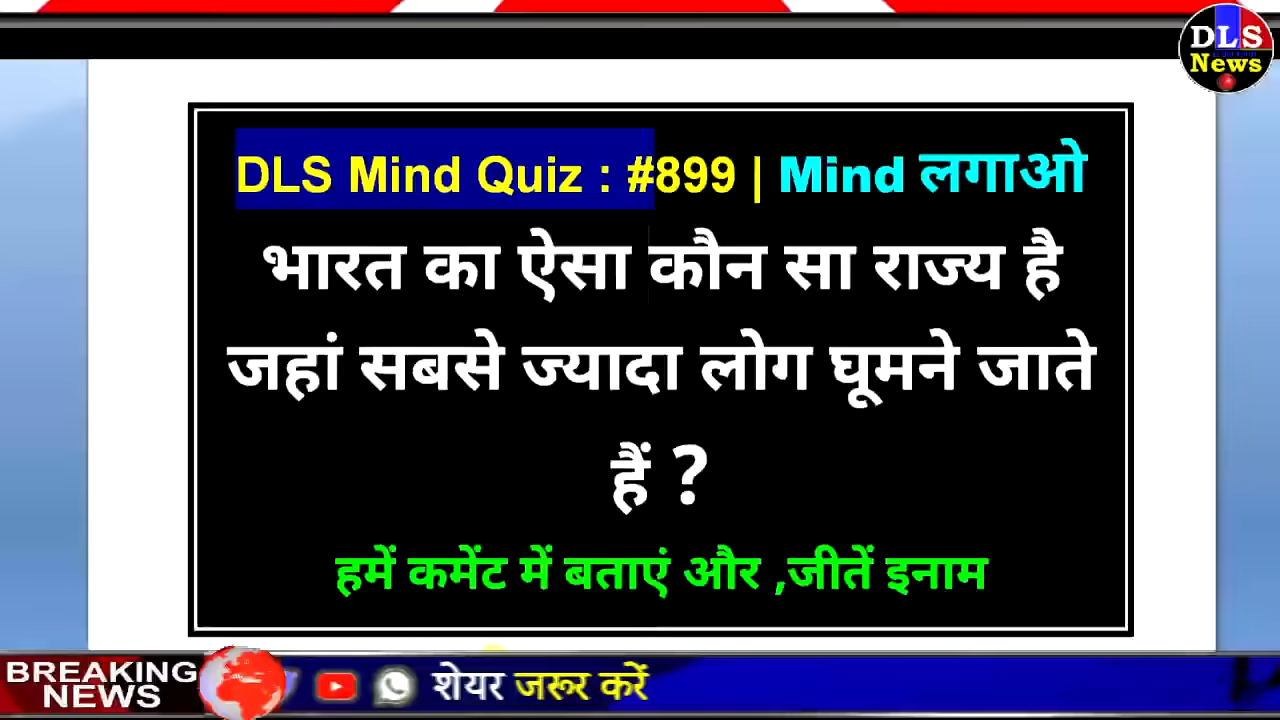 DLS
News
DLS Mind Quiz : #899 | Mind लगाओ
भारत का ऐसा कौन सा राज्य है
जहां सबसे ज्यादा लोग घूमने जाते
हैं ?
हमें कमेंट में बताएं और ,जीतें इनाम
BREAKING
NEWS
शेयर जरूर करें